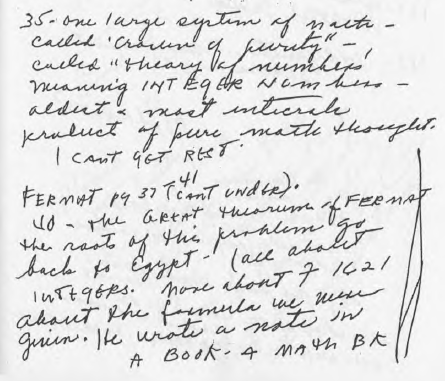 35 - one large system of math -
called 'crown of purity" -
called "theory of numbers'
meaning INTEGER Numbers -
oldest & most intricate
product of pure math thought.
I CANT GET REST.
FERMAT pg 37 - 41 (CANT UNDER).
40 - the GREAT theorum of FERMAT
the roots of this problem go
back to Egypt - (all about
INTEGERS. now about F 1621
about the formula we were
given. He wrote a note in
A BOOK - A MATH BK